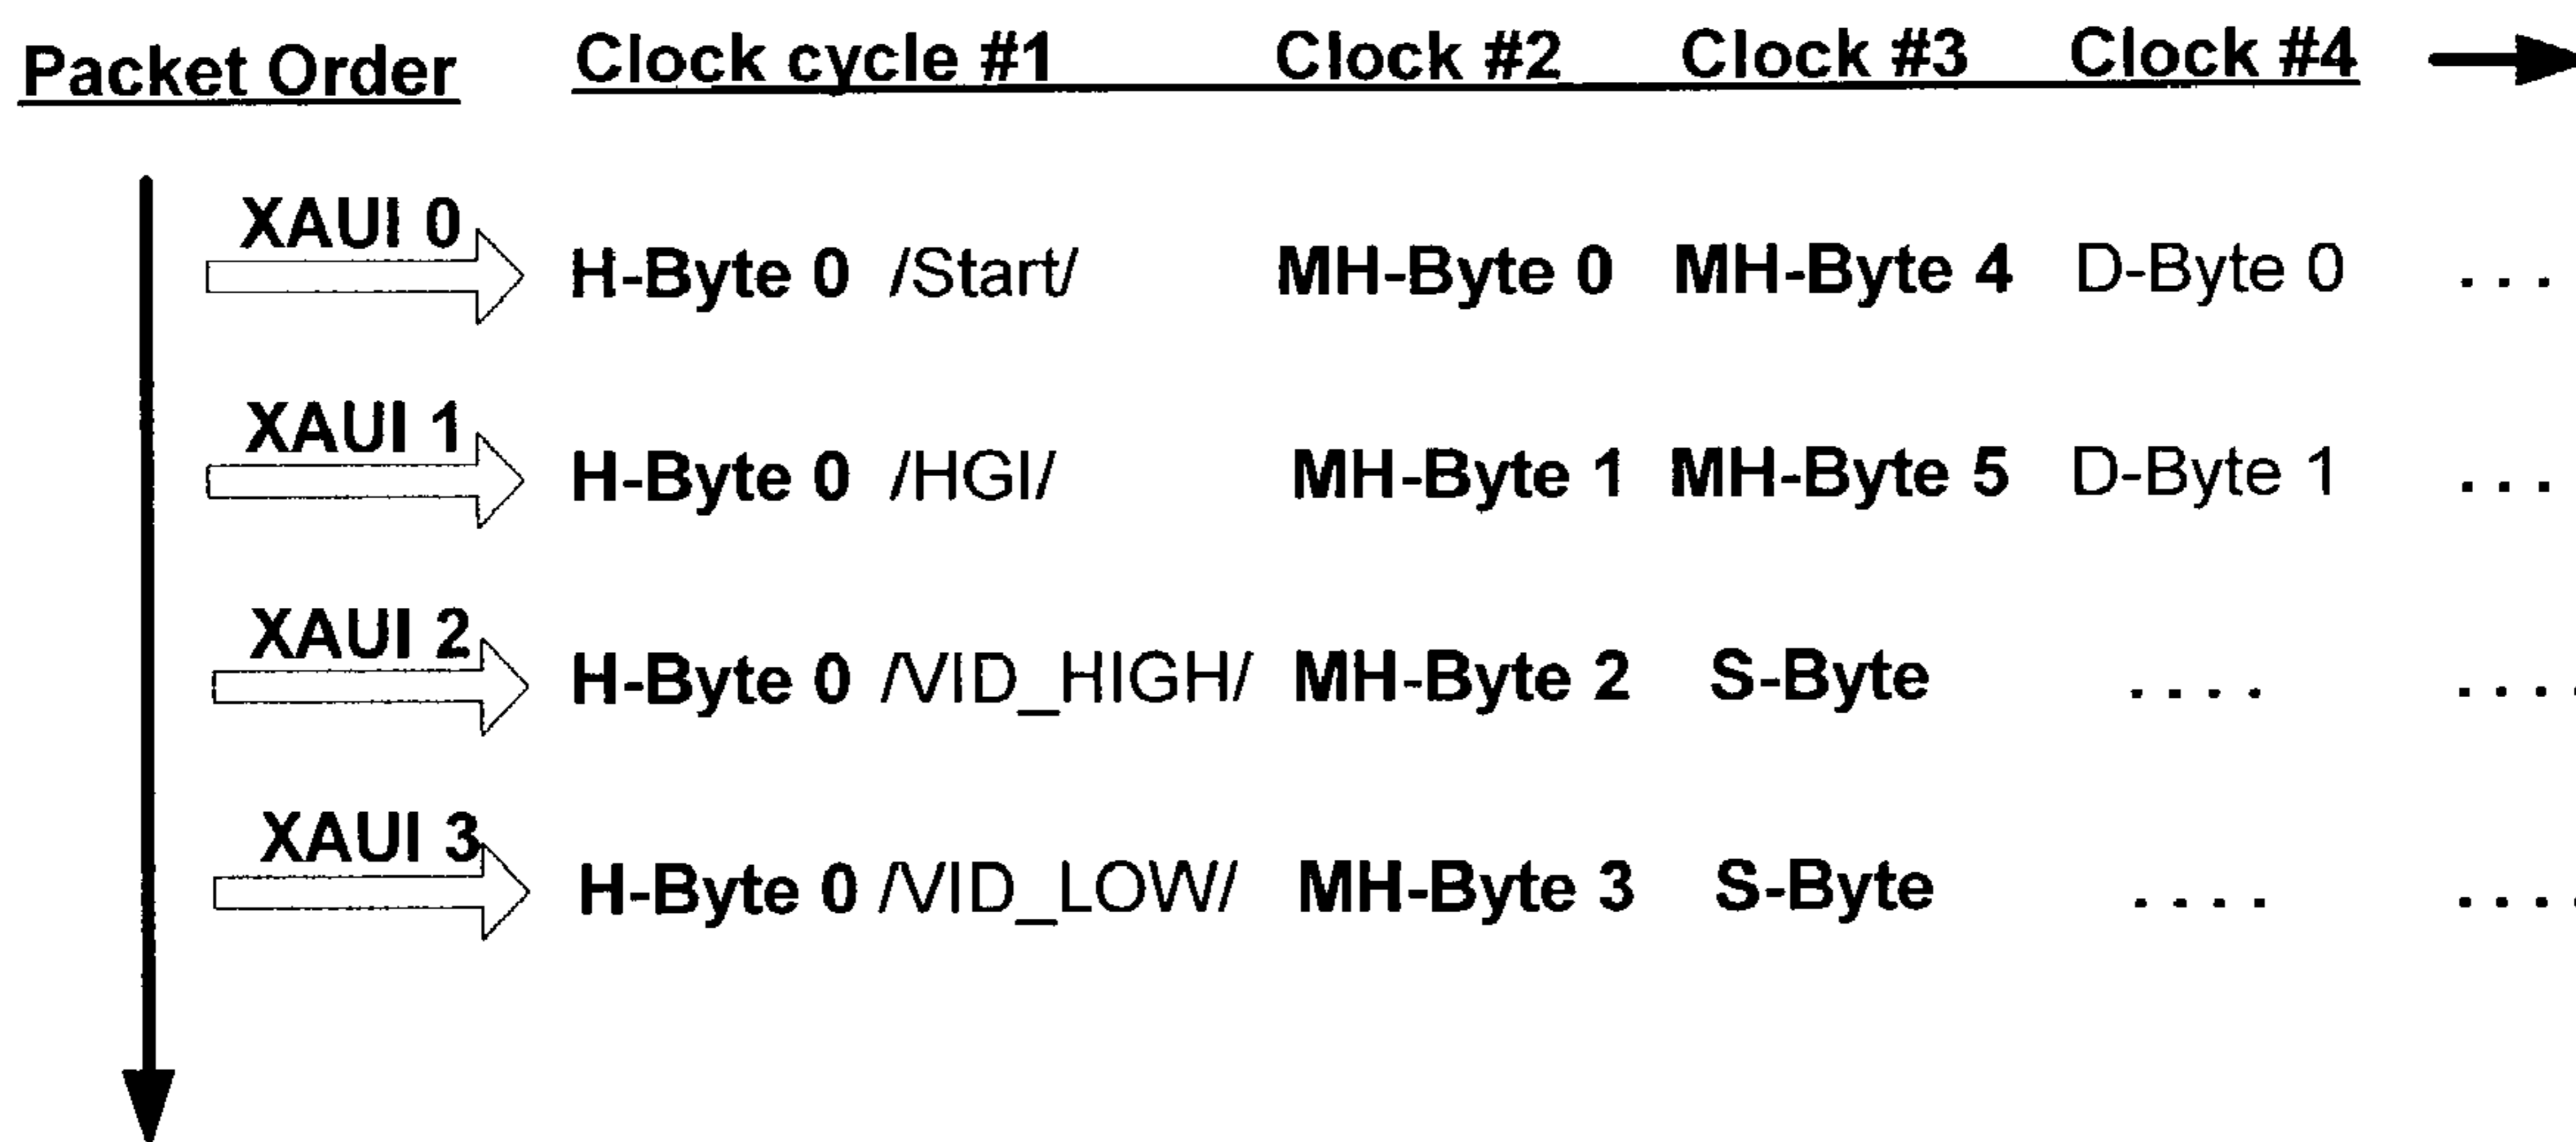 Packet Order Clock cycle #1 Clock #2 Clock #3 Clock #4
XAUI 0 H-Byte 0 /Start/ MH-Byte 0 MH-Byte 4 D-Byte 0 . . .
XAUI 1 H-Byte 0 /HGI/ MH-Byte 1 MH-Byte 5 D-Byte 1 . . .
XAUI 2 H-Byte 0 /VID_HIGH/ MH-Byte 2 S-Byte . . . . . . . .
XAUI 3 H-Byte 0 /VID_LOW/ MH-Byte 3 S-Byte . . . . . . . .